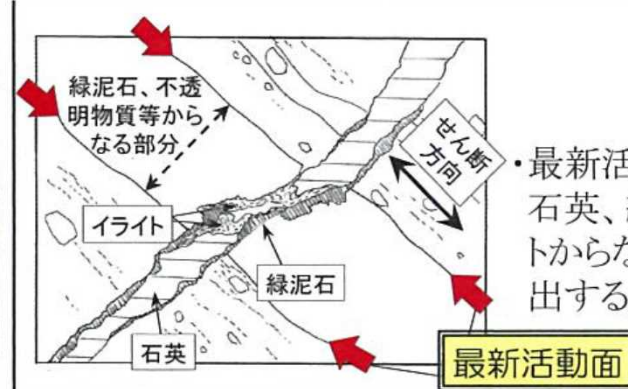 緑泥石、不透
明物質等から
なる部分
せん断
方向
イライト
緑泥石
石英
・最新活
石英、
トからな
出する
最新活動面